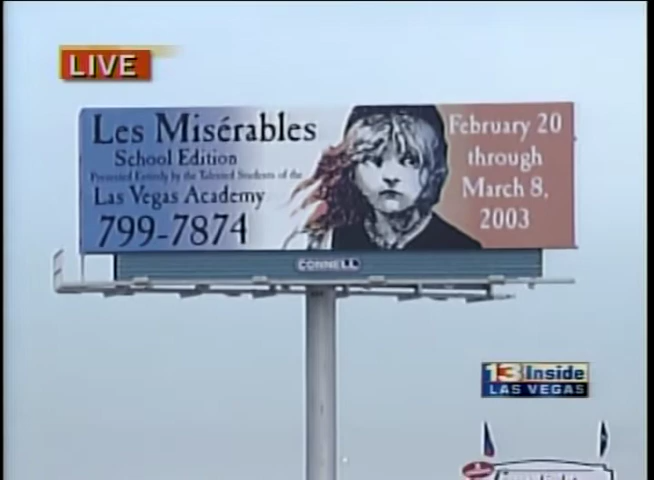 LIVE
Les Misérables
School Edition
Presented Entirely by the Talented Students of the
Las Vegas Academy
799-7874
February 20
through
March 8,
2003
CONNELL
13 Inside
LAS VEGAS